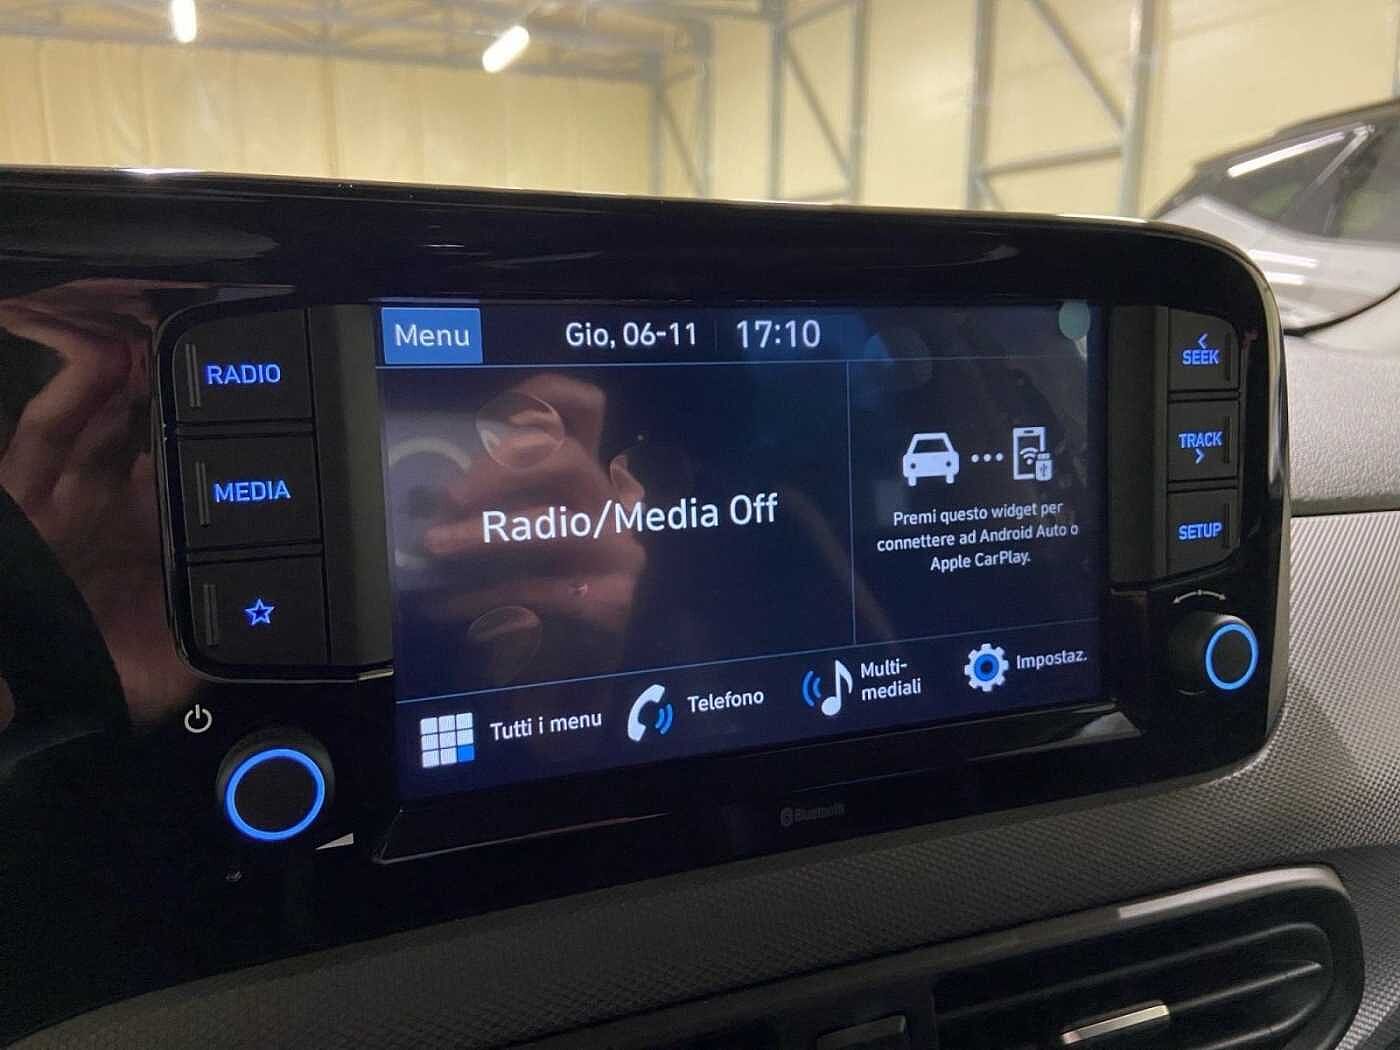 RADIO
MEDIA
Menu
Gio, 06-11
17:10
Radio/Media Off
Premi questo widget per
connettere ad Android Auto o
Apple CarPlay.
Tutti i menu
Telefono
Multi-
mediali
Impostaz.
SEEK
TRACK
SETUP
Bluetooth